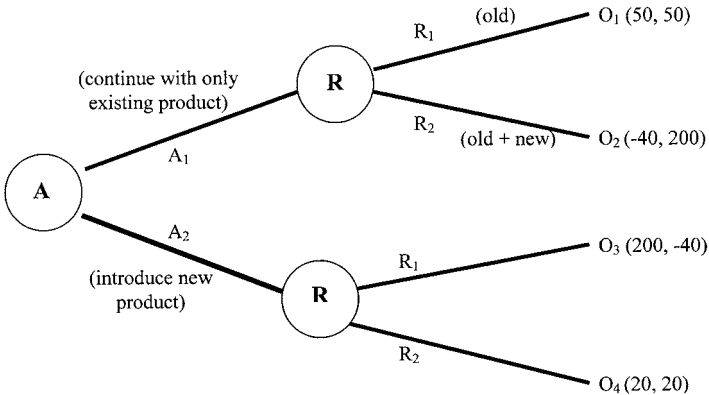 (old)
O₁ (50, 50)
R₁
(continue with only
existing product)
R
R₂
(old + new)
O₂ (-40, 200)
A₁
A
A₂
(introduce new
product)
R
R₁
O₃ (200, -40)
R₂
O₄ (20, 20)